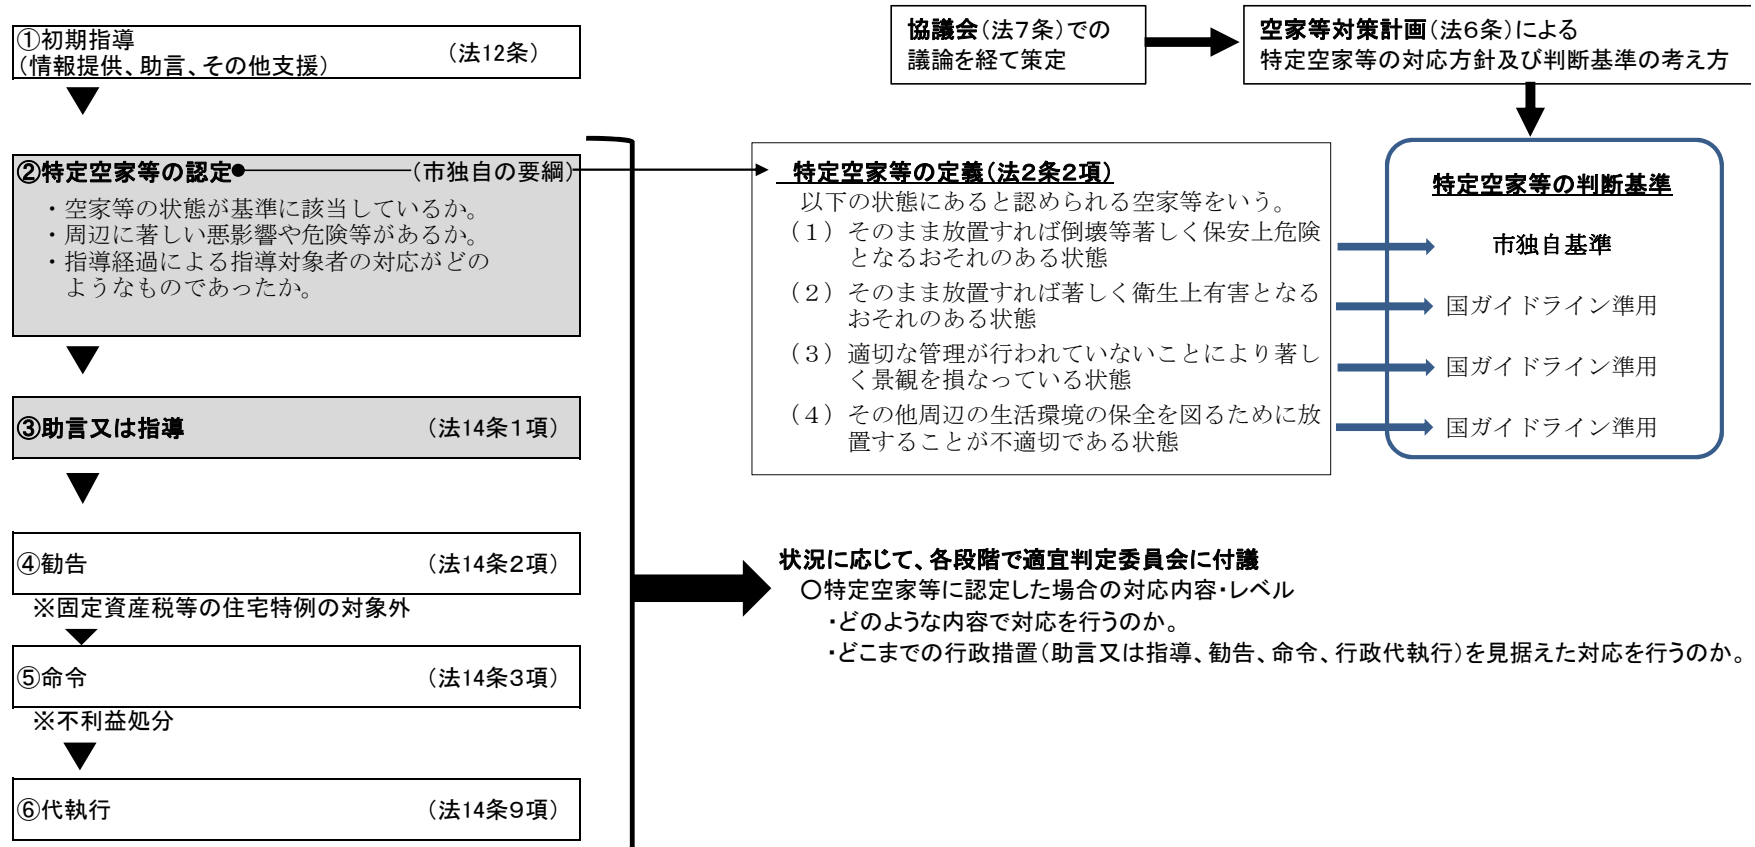 ①初期指導 (法12条)
(情報提供、助言、その他支援)
②特定空家等の認定 (市独自の要綱)
・空家等の状態が基準に該当しているか。
・周辺に著しい悪影響や危険等があるか。
・指導経過による指導対象者の対応がどの
ようなものであったか。
③助言又は指導 (法14条1項)
④勧告 (法14条2項)
※固定資産税等の住宅特例の対象外
⑤命令 (法14条3項)
※不利益処分
⑥代執行 (法14条9項)
協議会(法7条)での
議論を経て策定
空家等対策計画(法6条)による
特定空家等の対応方針及び判断基準の考え方
特定空家等の定義(法2条2項)
以下の状態にあると認められる空家等をいう。
(1)そのまま放置すれば倒壊等著しく保安上危険
となるおそれのある状態
(2)そのまま放置すれば著しく衛生上有害となる
おそれのある状態
(3)適切な管理が行われていないことにより著し
く景観を損なっている状態
(4)その他周辺の生活環境の保全を図るために放
置することが不適切である状態
特定空家等の判断基準
市独自基準
国ガイドライン準用
国ガイドライン準用
国ガイドライン準用
状況に応じて、各段階で適宜判定委員会に付議
○特定空家等に認定した場合の対応内容・レベル
・どのような内容で対応を行うのか。
・どこまでの行政措置(助言又は指導、勧告、命令、行政代執行)を見据えた対応を行うのか。